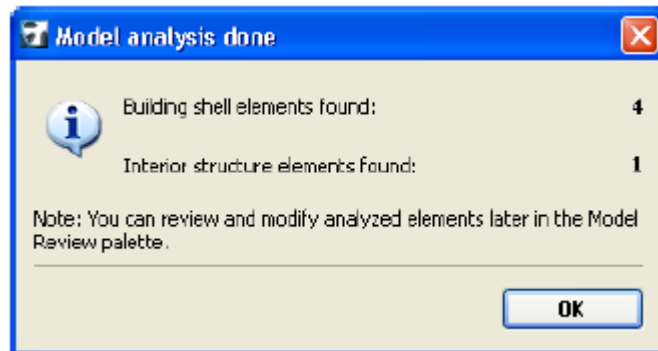 Model analysis done
Building shell elements found: 4
Interior structure elements found: 1
Note: You can review and modify analyzed elements later in the Model
Review palette.
OK